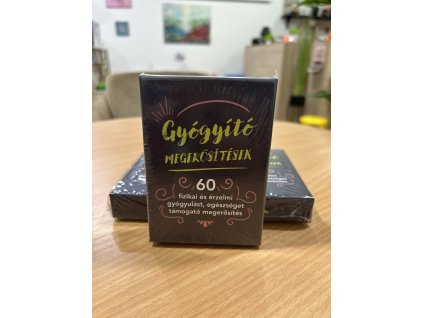 Gyógyító
MEGERŐSÍTÉSEK
60
fizikai és érzelmi
gyógyulást, egészséget
támogató megerősítés